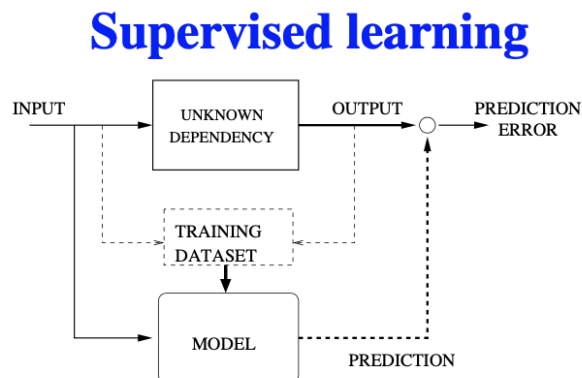 Supervised learning
INPUT
UNKNOWN
DEPENDENCY
OUTPUT
PREDICTION
ERROR
TRAINING
DATASET
MODEL
PREDICTION